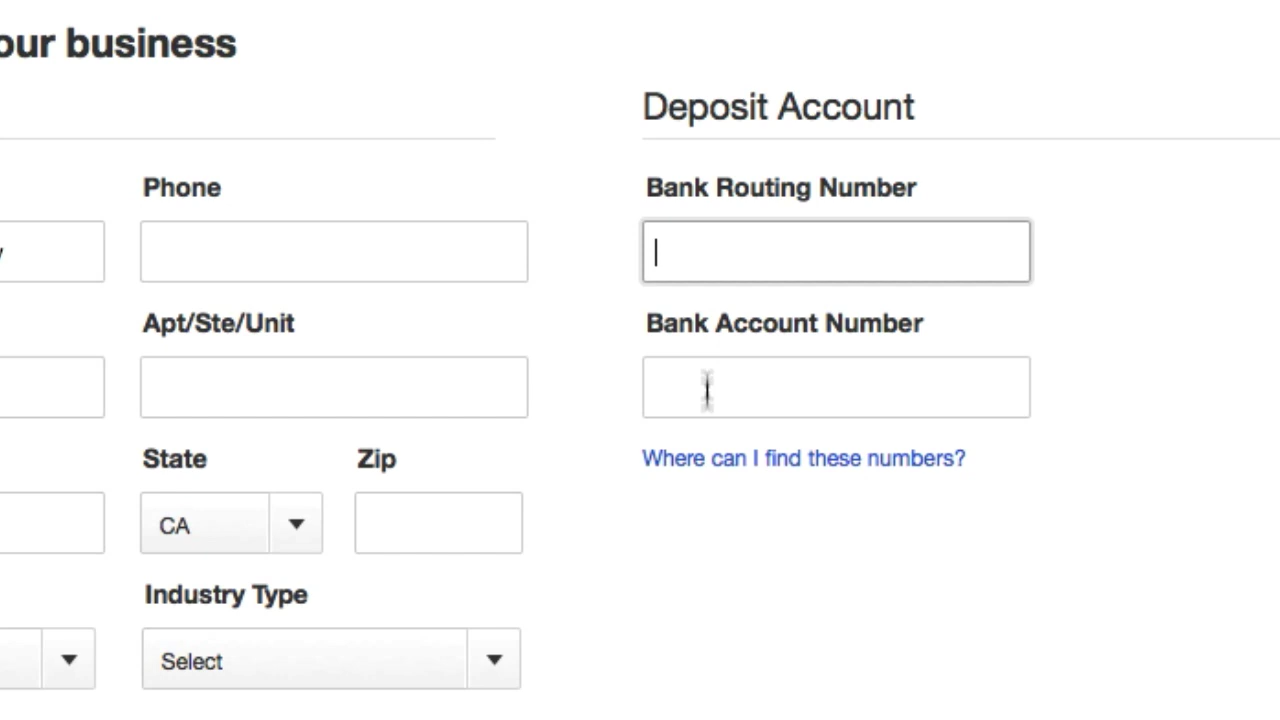 our business
Deposit Account
Phone
Bank Routing Number
Apt/Ste/Unit
Bank Account Number
State
Zip
Where can I find these numbers?
CA
Industry Type
Select